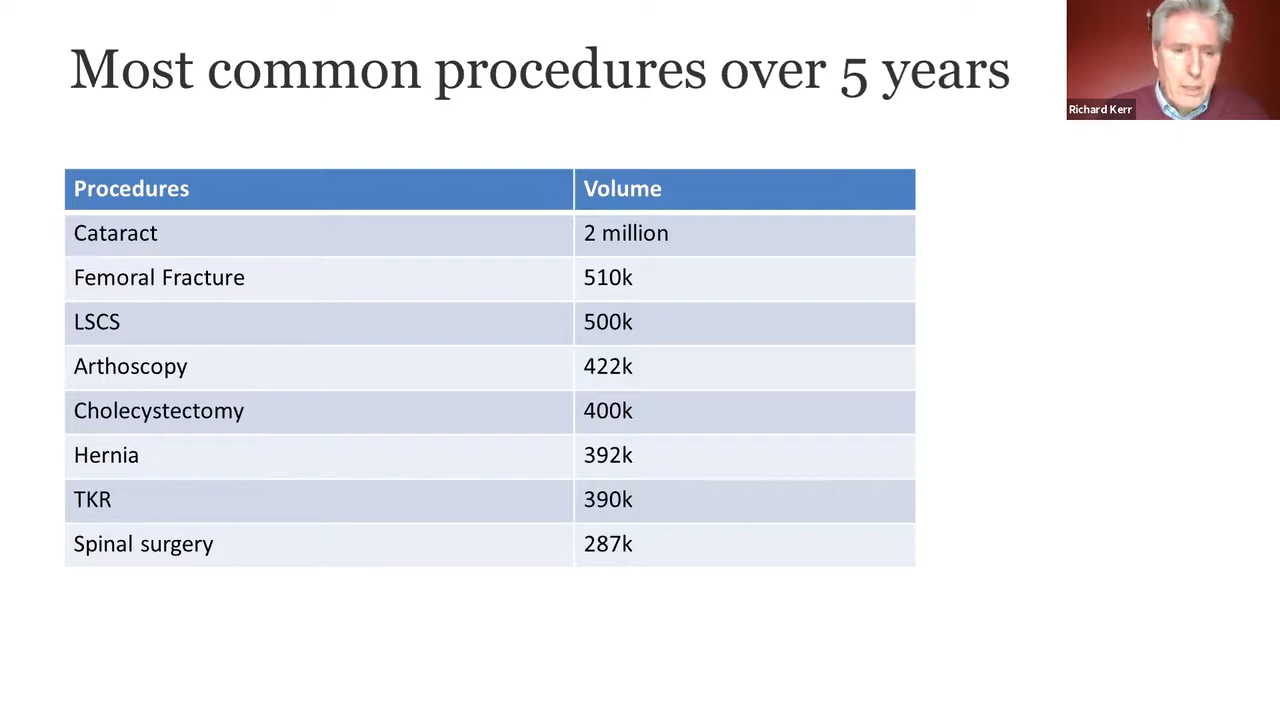 Most common procedures over 5 years
Richard Kerr
Procedures Volume
Cataract 2 million
Femoral Fracture 510k
LSCS 500k
Arthoscopy 422k
Cholecystectomy 400k
Hernia 392k
TKR 390k
Spinal surgery 287k